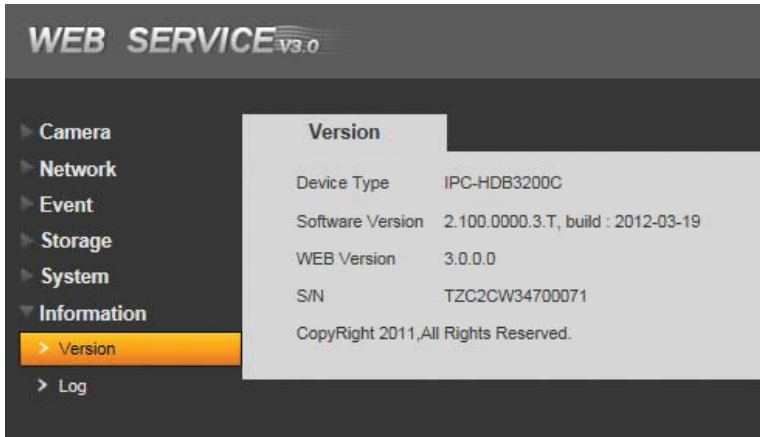 WEB SERVICE V3.0
Camera
Network
Event
Storage
System
Information
Version
Log
Version
Device Type IPC-HDB3200C
Software Version 2.100.0000.3.T, build : 2012-03-19
WEB Version 3.0.0.0
S/N TZC2CW34700071
CopyRight 2011,All Rights Reserved.